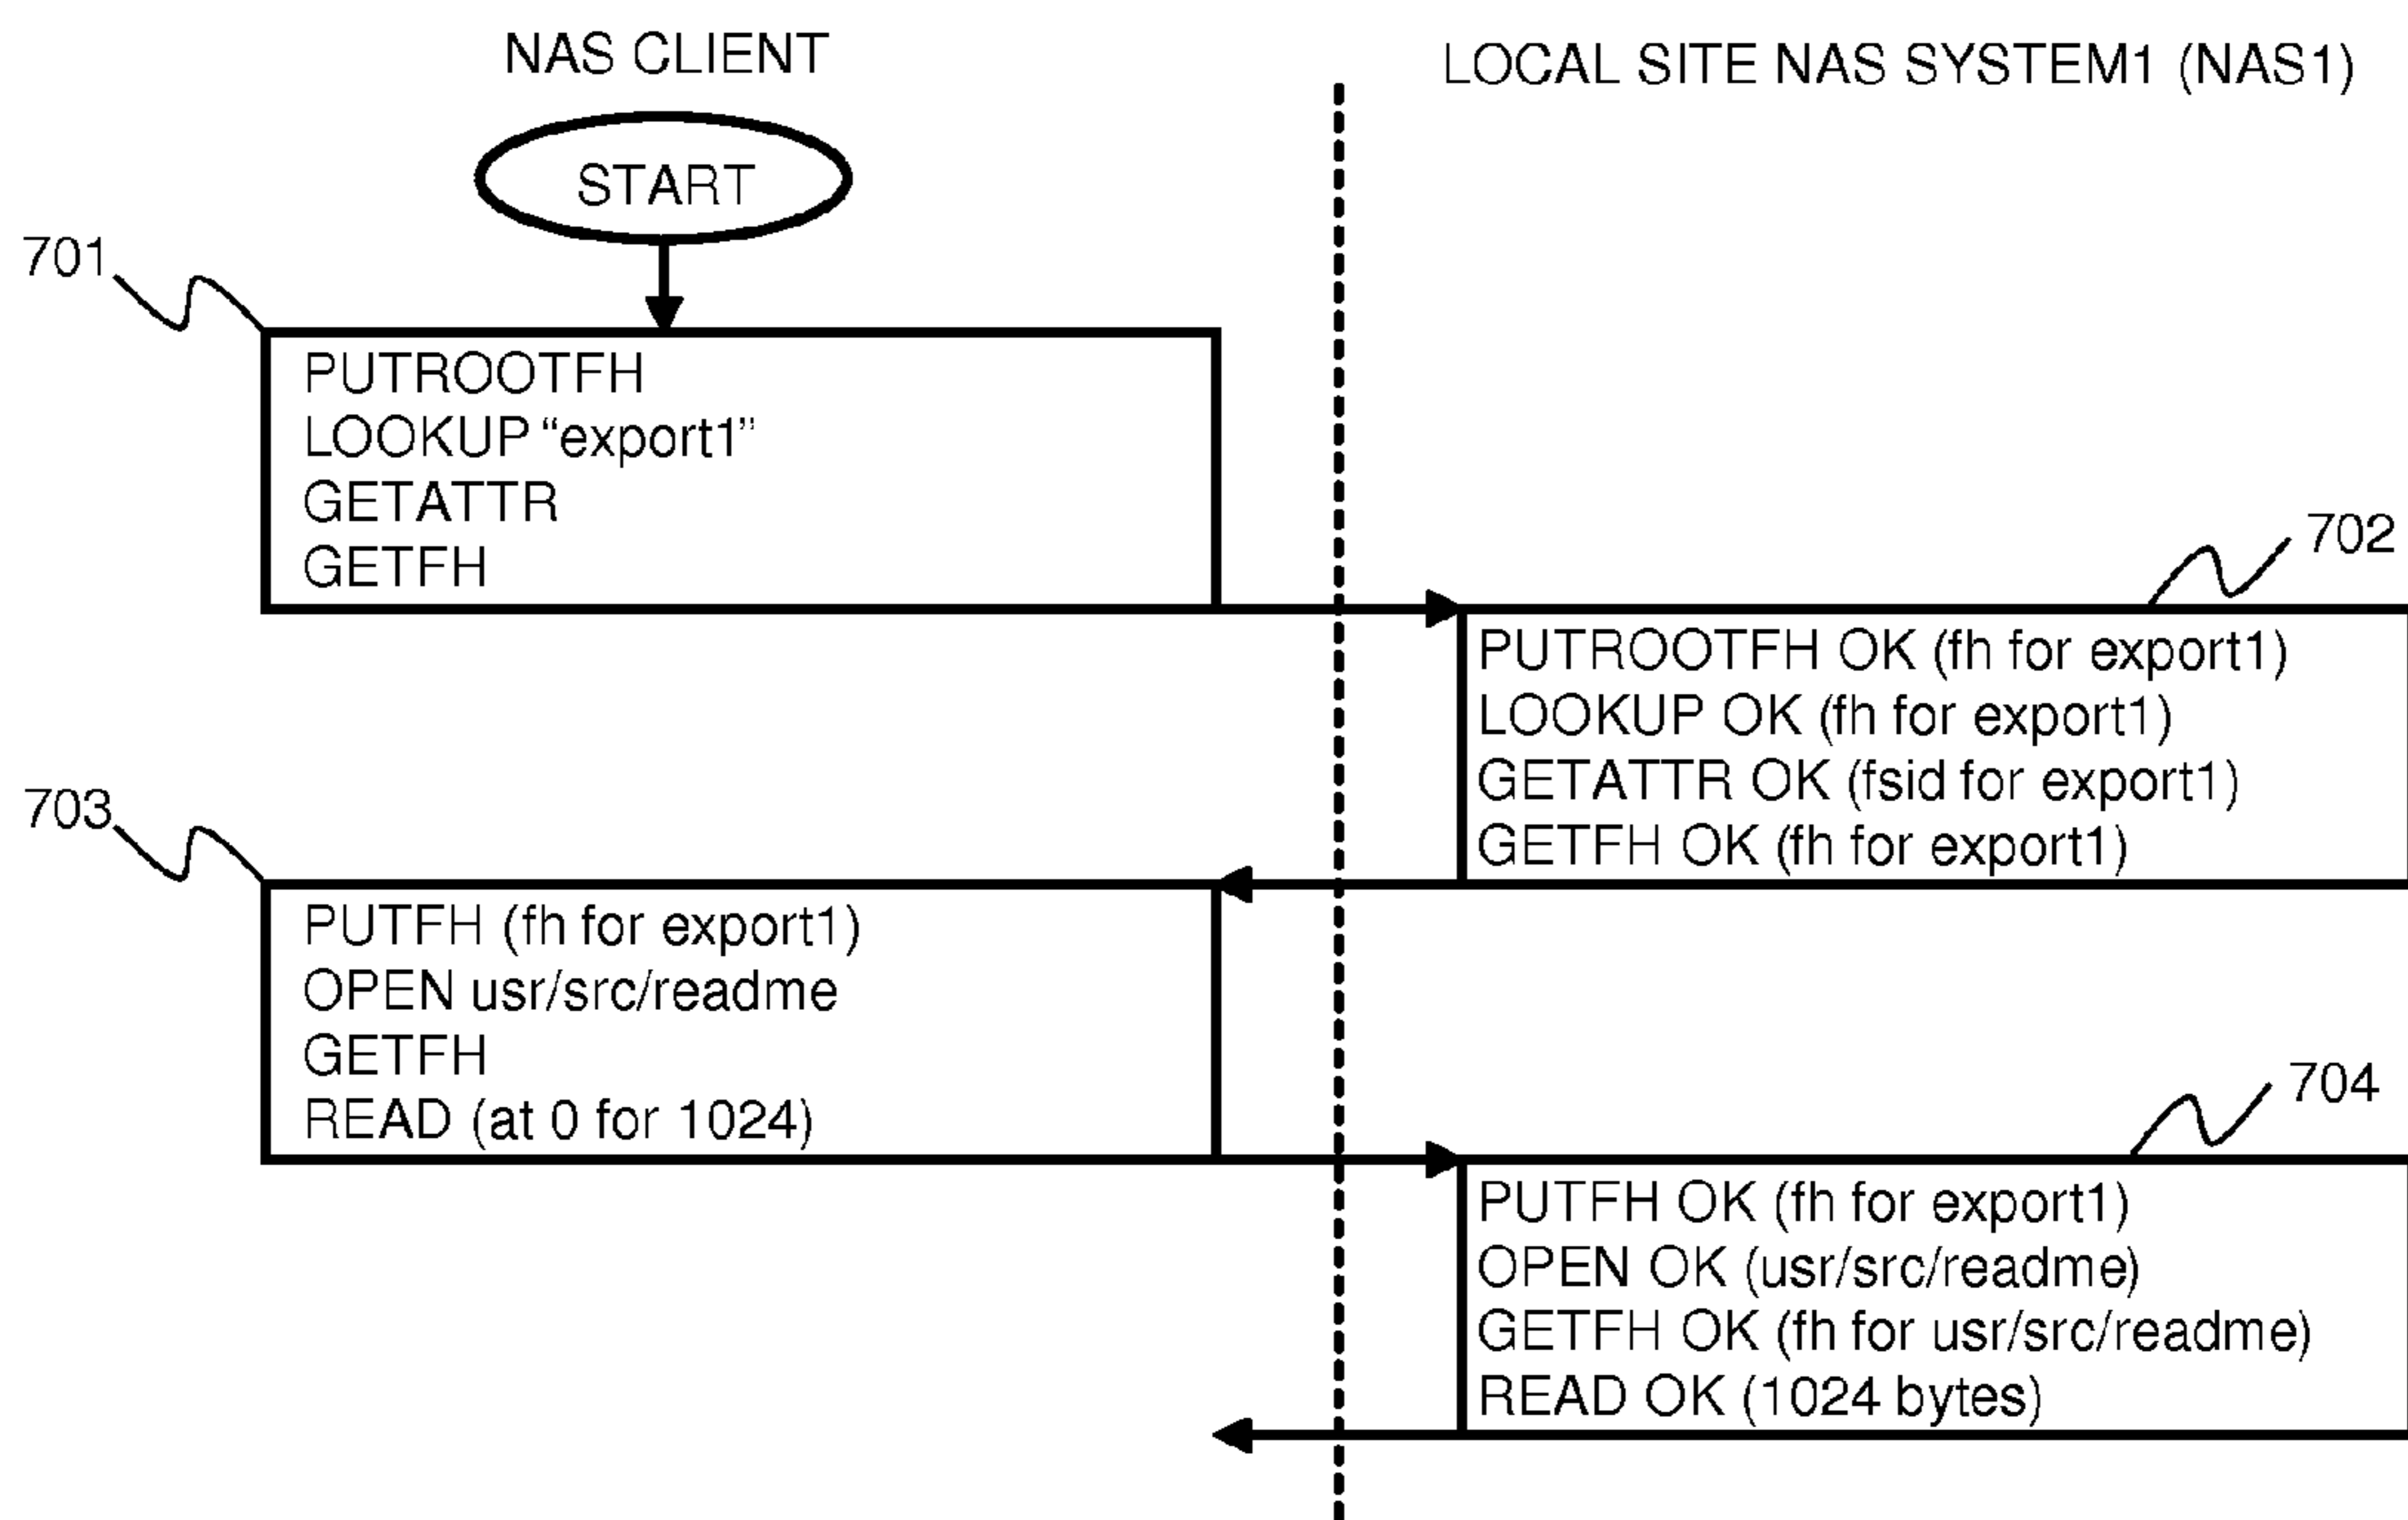 NAS CLIENT
LOCAL SITE NAS SYSTEM1 (NAS1)
START
701
PUTROOTFH
LOOKUP “export1”
GETATTR
GETFH
702
PUTROOTFH OK (fh for export1)
LOOKUP OK (fh for export1)
GETATTR OK (fsid for export1)
GETFH OK (fh for export1)
703
PUTFH (fh for export1)
OPEN usr/src/readme
GETFH
READ (at 0 for 1024)
704
PUTFH OK (fh for export1)
OPEN OK (usr/src/readme)
GETFH OK (fh for usr/src/readme)
READ OK (1024 bytes)